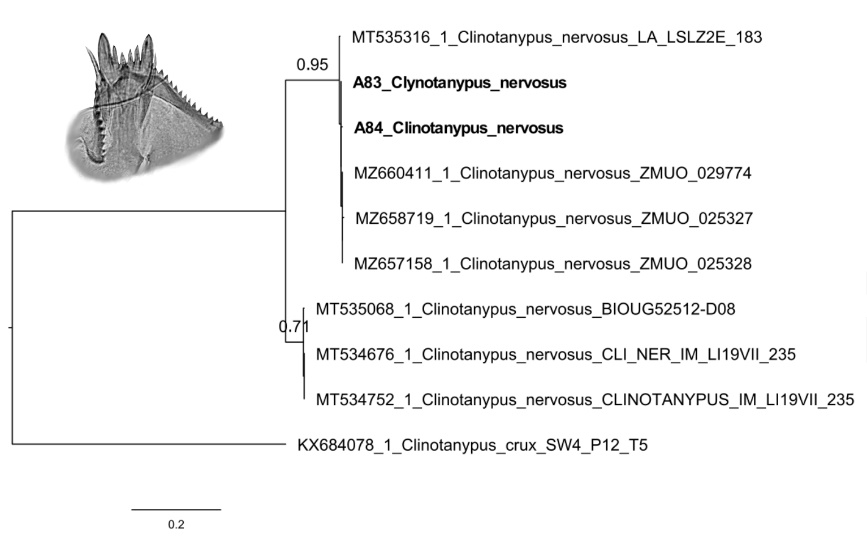 MT535316_1_Clinotanypus_nervosus_LA_LSLZ2E_183
0.95
A83_Clynotanypus_nervosus
A84_Clinotanypus_nervosus
MZ660411_1_Clinotanypus_nervosus_ZMUO_029774
MZ658719_1_Clinotanypus_nervosus_ZMUO_025327
MZ657158_1_Clinotanypus_nervosus_ZMUO_025328
MT535068_1_Clinotanypus_nervosus_BIOUG52512-D08
0.71
MT534676_1_Clinotanypus_nervosus_CLI_NER_IM_LI19VII_235
MT534752_1_Clinotanypus_nervosus_CLINOTANYPUS_IM_LI19VII_235
KX684078_1_Clinotanypus_crux_SW4_P12_T5
0.2